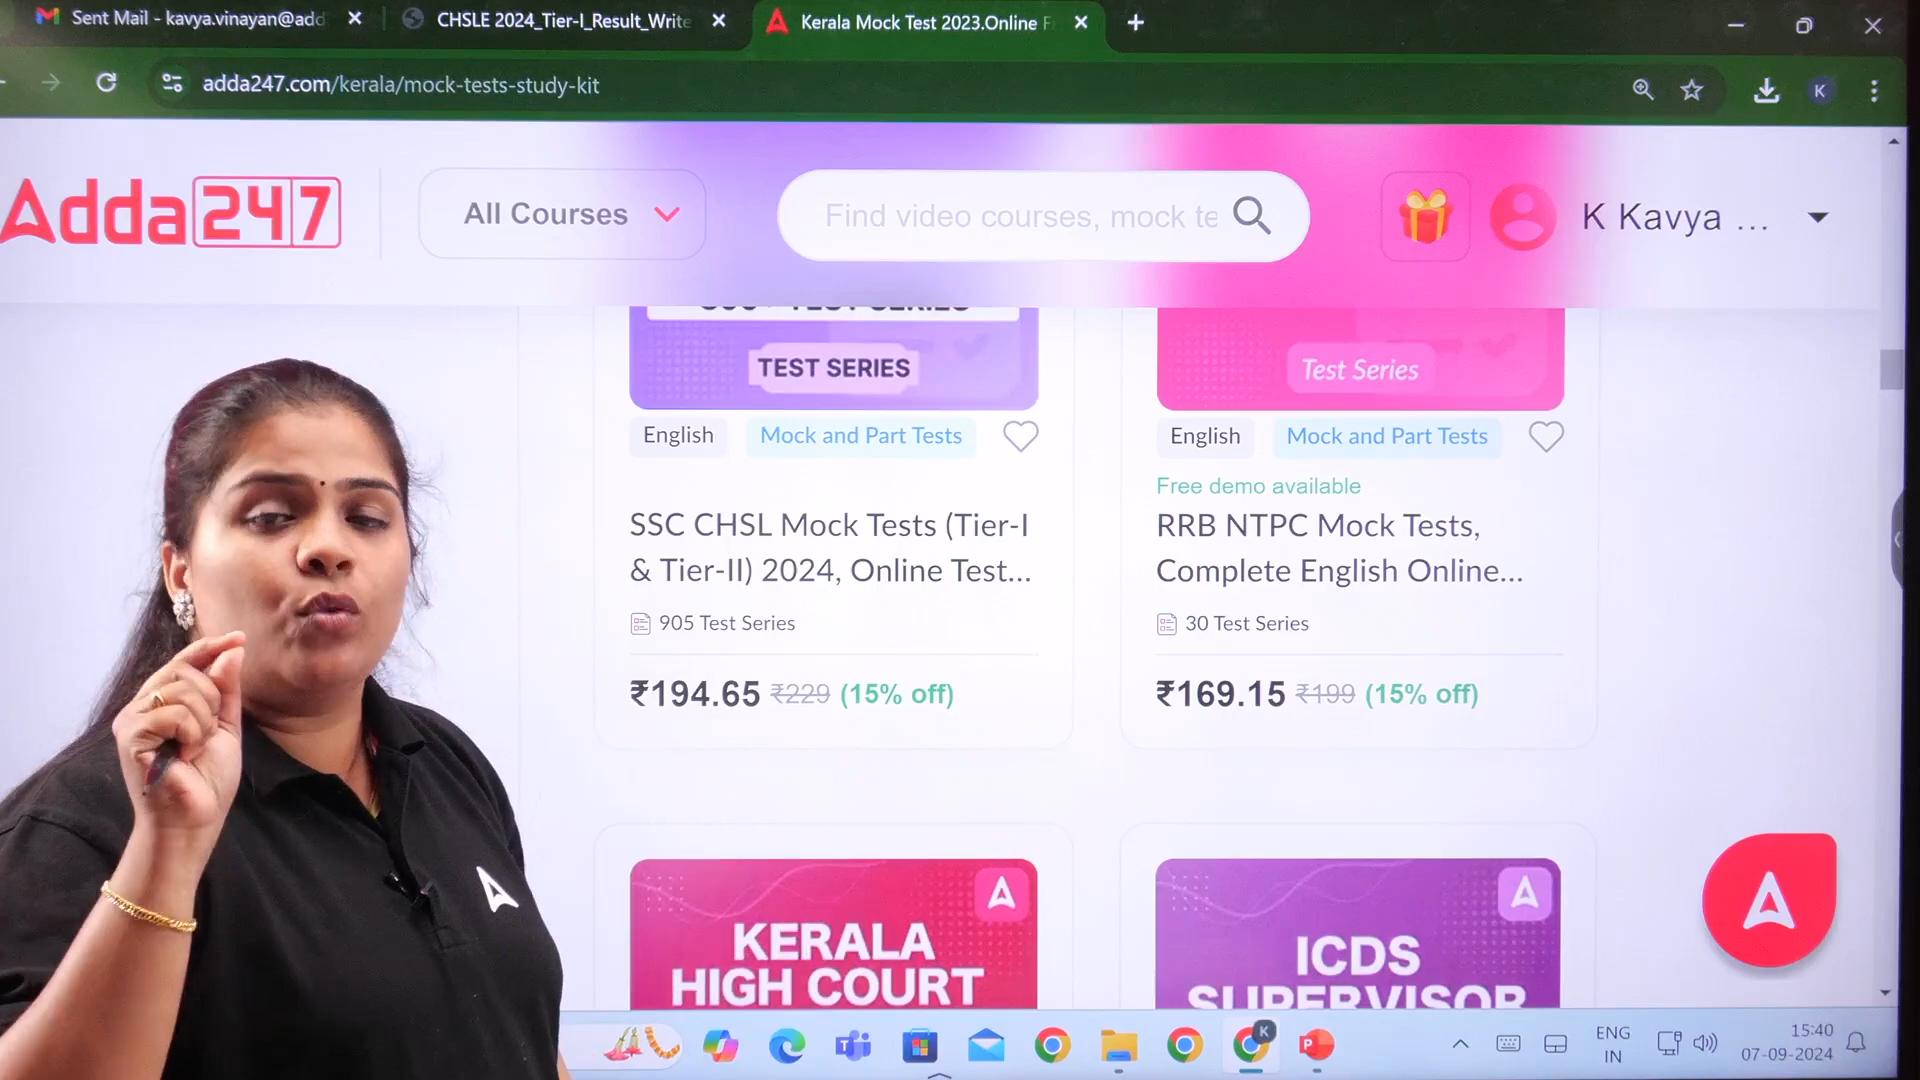 Sent Mail - kavya.vinayan@add
CHSLE 2024_Tier-I_Result_Write
Kerala Mock Test 2023.Online F
adda247.com/kerala/mock-tests-study-kit
K
Adda247
All Courses
Find video courses, mock te
K Kavya ...
TEST SERIES
Test Series
English
Mock and Part Tests
English
Mock and Part Tests
Free demo available
SSC CHSL Mock Tests (Tier-I
& Tier-II) 2024, Online Test...
RRB NTPC Mock Tests,
Complete English Online...
905 Test Series
30 Test Series
₹194.65 ₹229 (15% off)
₹169.15 ₹199 (15% off)
KERALA
HIGH COURT
ICDS
SUPERVISOR
K
ENG
IN
15:40
07-09-2024